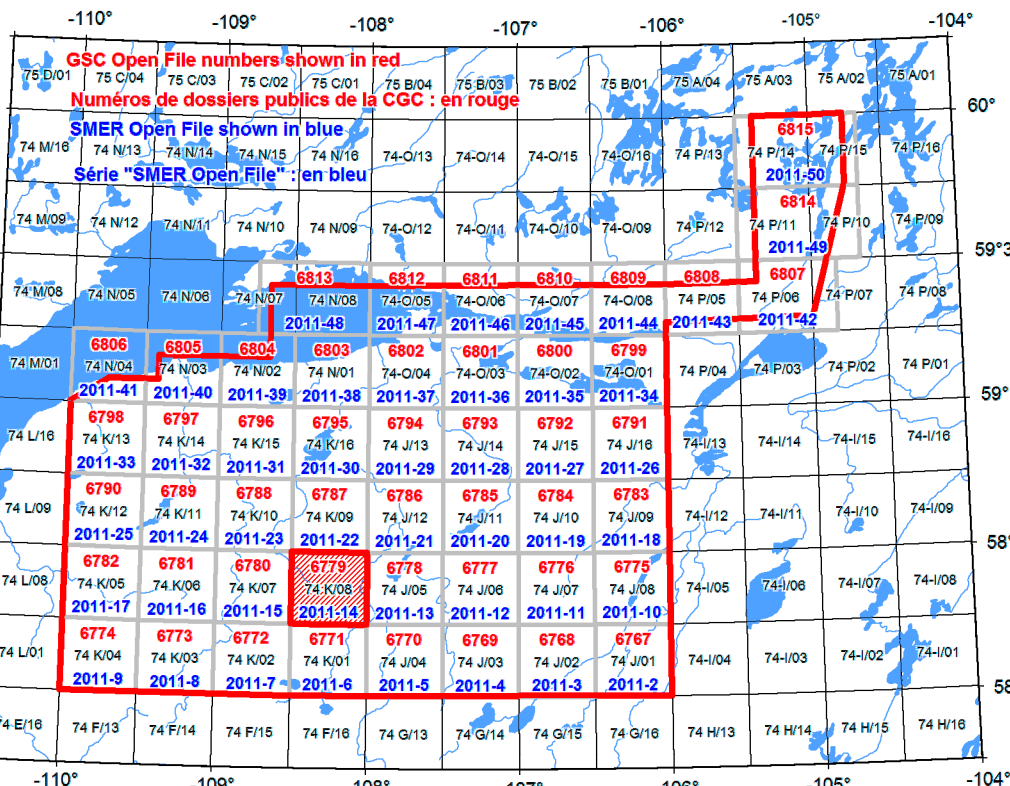 -110° -109° -108° -107° -106° -105° -104°
GSC Open File numbers shown in red
75 D/01 75 C/04 75 C/03 75 C/02 75 C/01 75 B/04 75 B/03 75 B/02 75 B/01 75 A/04 75 A/03 75 A/02 75 A/01
Numéros de dossiers publics de la CGC : en rouge
60°
SMER Open File shown in blue
6815
74 M/16 74 N/13 74 N/14 74 N/15 74 N/16 74-O/13 74-O/14 74-O/15 74-O/16 74 P/13 74 P/14 74 P/15 74 P/16
Série "SMER Open File" : en bleu
2011-50
6814
74 M/09 74 N/12 74 N/11 74 N/10 74 N/09 74-O/12 74-O/11 74-O/10 74-O/09 74 P/12 74 P/11 74 P/10 74 P/09
2011-49
59°3
6813 6812 6811 6810 6809 6808 6807
74 M/08 74 N/05 74 N/06 74 N/07 74 N/08 74-O/05 74-O/06 74-O/07 74-O/08 74 P/05 74 P/06 74 P/07 74 P/08
2011-48 2011-47 2011-46 2011-45 2011-44 2011-43 2011-42
6806 6805 6804 6803 6802 6801 6800 6799
74 M/01 74 N/04 74 N/03 74 N/02 74 N/01 74-O/04 74-O/03 74-O/02 74-O/01 74 P/04 74 P/03 74 P/02 74 P/01
2011-41 2011-40 2011-39 2011-38 2011-37 2011-36 2011-35 2011-34
59°
6798 6797 6796 6795 6794 6793 6792 6791
74 L/16 74 K/13 74 K/14 74 K/15 74 K/16 74 J/13 74 J/14 74 J/15 74 J/16 74-I/13 74-I/14 74-I/15 74-I/16
2011-33 2011-32 2011-31 2011-30 2011-29 2011-28 2011-27 2011-26
6790 6789 6788 6787 6786 6785 6784 6783
74 L/09 74 K/12 74 K/11 74 K/10 74 K/09 74 J/12 74 J/11 74 J/10 74 J/09 74-I/12 74-I/11 74-I/10 74-I/09
2011-25 2011-24 2011-23 2011-22 2011-21 2011-20 2011-19 2011-18
58°
6782 6781 6780 6779 6778 6777 6776 6775
74 L/08 74 K/05 74 K/06 74 K/07 74 K/08 74 J/05 74 J/06 74 J/07 74 J/08 74-I/05 74-I/06 74-I/07 74-I/08
2011-17 2011-16 2011-15 2011-14 2011-13 2011-12 2011-11 2011-10
6774 6773 6772 6771 6770 6769 6768 6767
74 L/01 74 K/04 74 K/03 74 K/02 74 K/01 74 J/04 74 J/03 74 J/02 74 J/01 74-I/04 74-I/03 74-I/02 74-I/01
2011-9 2011-8 2011-7 2011-6 2011-5 2011-4 2011-3 2011-2
58
74 E/16 74 F/13 74 F/14 74 F/15 74 F/16 74 G/13 74 G/14 74 G/15 74 G/16 74 H/13 74 H/14 74 H/15 74 H/16
-110° -109° -108° -107° -106° -105° -104°